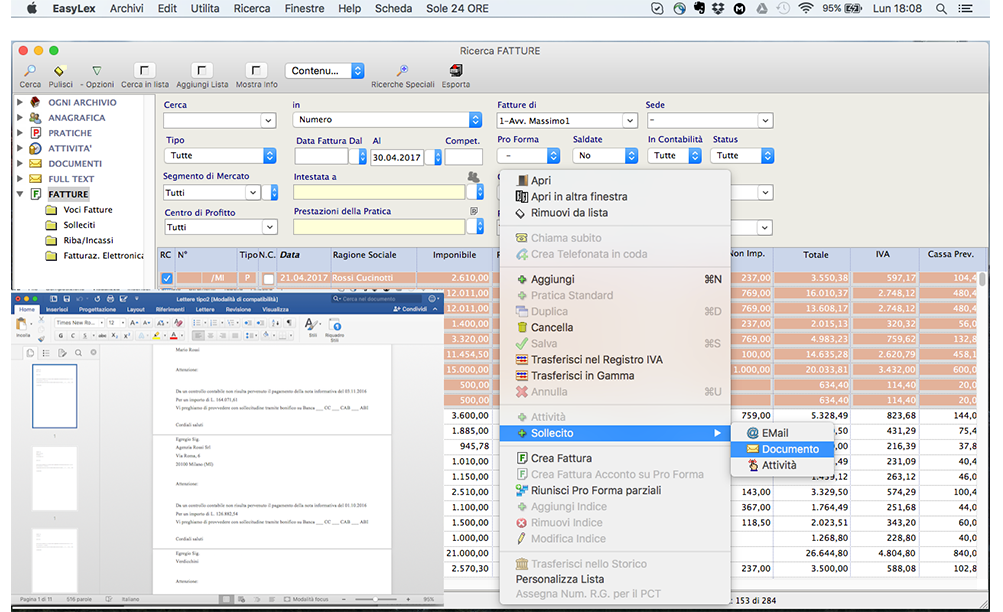 EasyLex Archivi Edit Utilita Ricerca Finestre Help Scheda Sole 24 ORE 95% Lun 18:08
Ricerca FATTURE
Contenu...
Cerca Pulisci - Opzioni Cerca in lista Aggiungi Lista Mostra Info Ricerche Speciali Esporta
OGNI ARCHIVIO
ANAGRAFICA
PRATICHE
ATTIVITA'
DOCUMENTI
FULL TEXT
FATTURE
Voci Fatture
Solleciti
Riba/Incassi
Fatturaz. Elettronica
Cerca in Fatture di Sede
Numero 1-Avv. Massimo1 -
Tipo Data Fattura Dal Al Compet. Pro Forma Saldate In Contabilità Status
Tutte 30.04.2017 - No Tutte Tutte
Segmento di Mercato Intestata a
Tutti
Centro di Profitto Prestazioni della Pratica
Tutti
RC N° Tipo N.C. Data Ragione Sociale Imponibile Non Imp. Totale IVA Cassa Prev.
/MI P 21.04.2017 Rossi Cucinotti 2.610,00 237,00 3.550,38 597,17 104,4
12.011,00 769,00 16.010,37 2.748,12 480,4
12.011,00 769,00 13.608,17 2.748,12 480,4
1.400,00 237,00 2.015,13 320,32 56,0
3.320,00 769,00 4.983,23 759,62 132,8
11.454,50 100,00 14.635,28 2.620,79 458,1
15.000,00 1.000,00 20.033,81 3.432,00 600,0
500,00 634,40 114,40 20,0
500,00 634,40 114,40 20,0
3.600,00 759,00 5.328,49 823,68 144,0
1.885,00 ,50 431,29 75,4
945,78 ,00 216,39 37,8
1.010,00 ,49 231,09 40,4
1.150,00 1.459,12 263,12 46,0
2.510,00 143,00 3.329,50 574,29 100,4
1.100,00 367,00 1.764,49 251,68 44,0
1.500,00 118,50 2.023,51 343,20 60,0
1.000,00 1.268,80 228,80 40,0
21.000,00 26.644,80 4.804,80 840,0
2.570,30 237,00 3.500,00 588,08 102,8
: 153 di 284
Apri
Apri in altra finestra
Rimuovi da lista
Chiama subito
Crea Telefonata in coda
Aggiungi ⌘N
Pratica Standard
Duplica ⌘D
Cancella
Salva ⌘S
Trasferisci nel Registro IVA
Trasferisci in Gamma
Annulla ⌘U
Attività
Sollecito
Crea Fattura
Crea Fattura Acconto su Pro Forma
Riunisci Pro Forma parziali
Aggiungi Indice
Rimuovi Indice
Modifica Indice
Trasferisci nello Storico
Personalizza Lista
Assegna Num. R.G. per il PCT
EMail
Documento
Attività
Lettere tipo2 [Modalità di compatibilità] Cerca nel documento
Home Inserisci Progettazione Layout Riferimenti Lettere Revisione Visualizza Condividi
Times New Ro... 12
Incolla Stili Riquadro Stili
Mario Rossi
Attenzione:
Da un controllo contabile non risulta pervenuto il pagamento della nota informativa del 03.11.2016
Per un importo di L. 164.071,61
Vi preghiamo di provvedere con sollecitudine tramite bonifico su Banca ___ CC ___ CAB ___ ABI
Cordiali saluti
Egregio Sig.
Agenzia Rossi Srl
Via Roma, 6
20100 Milano (MI)
Attenzione:
Da un controllo contabile non risulta pervenuto il pagamento della nota informativa del 03.10.2016
Per un importo di L. 124.882,54
Vi preghiamo di provvedere con sollecitudine tramite bonifico su Banca ___ CC ___ CAB ___ ABI
Cordiali saluti
Egregio Sig.
Verdicchini
Attenzione:
Pagina 1 di 11 516 parole Italiano Modalità focus 95%